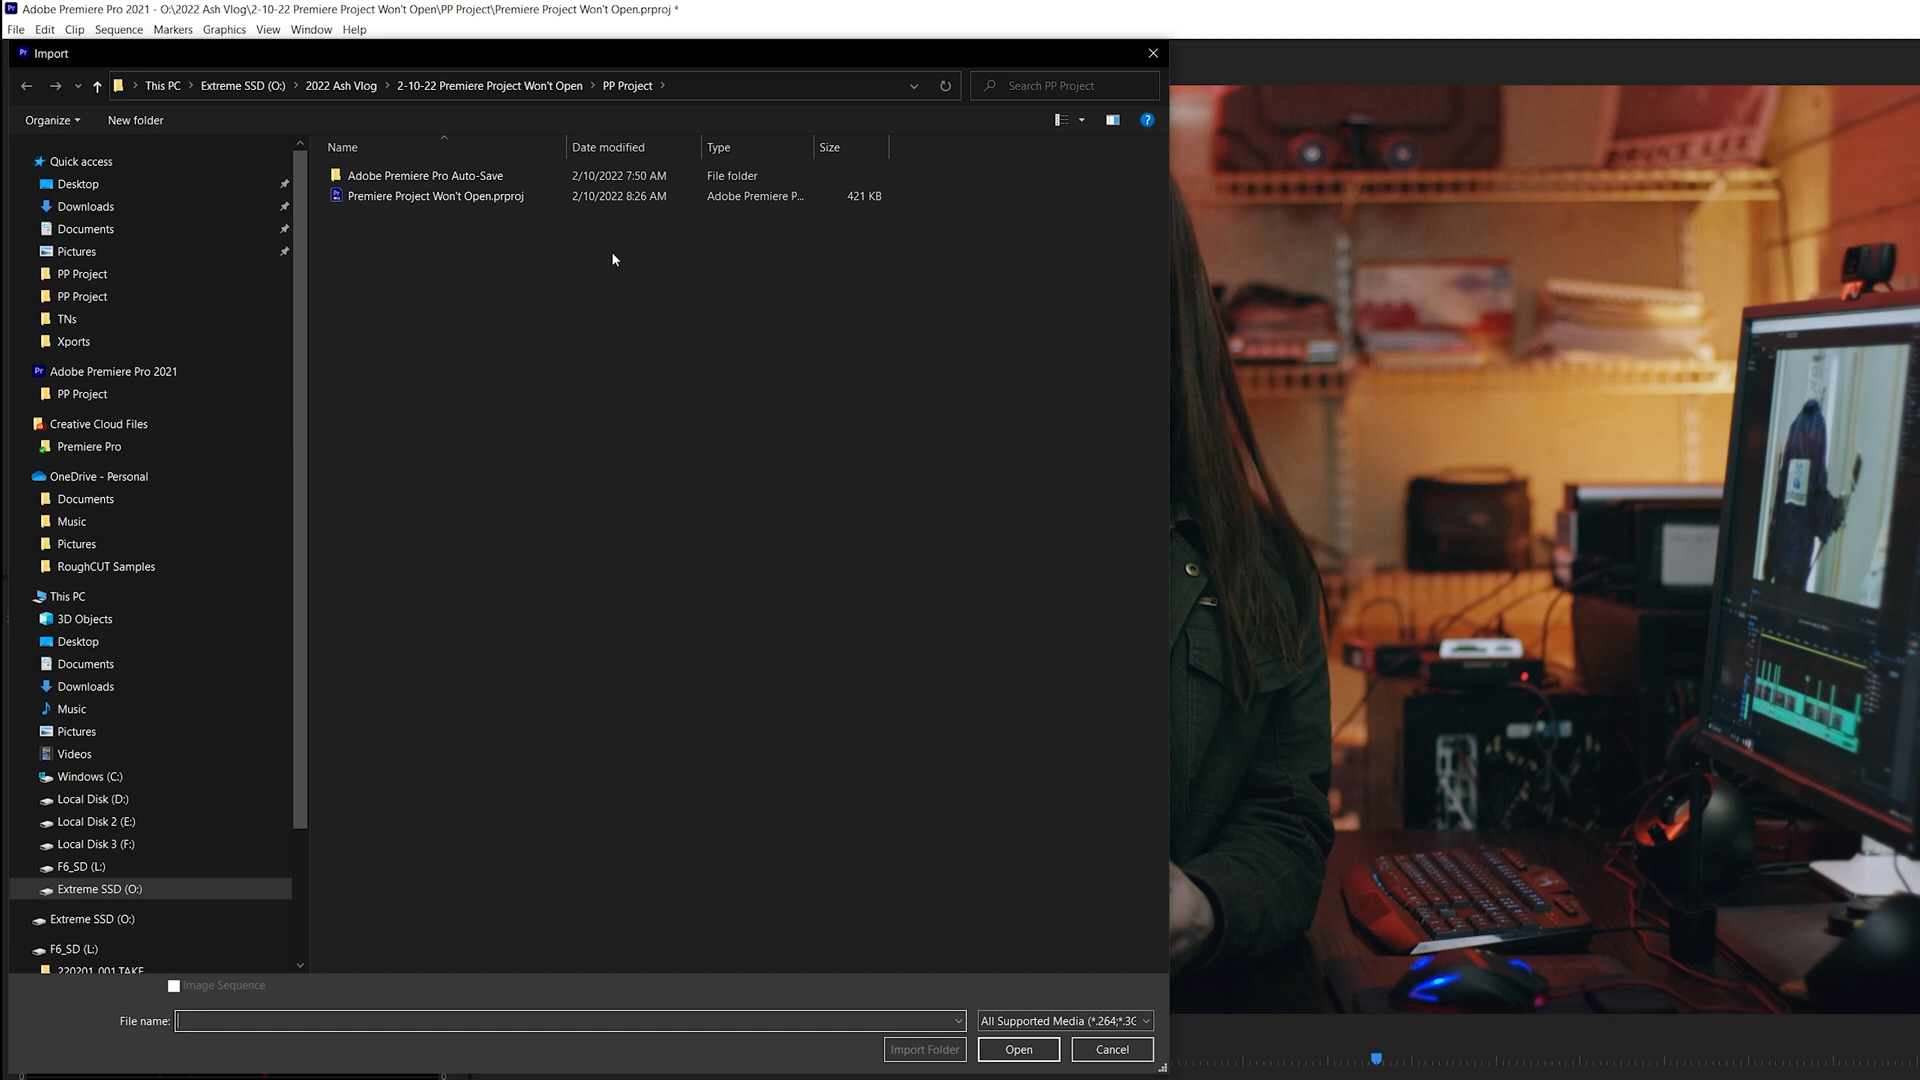 Adobe Premiere Pro 2021 - O:\2022 Ash Vlog\2-10-22 Premiere Project Won't Open\PP Project\Premiere Project Won't Open.prproj *
File Edit Clip Sequence Markers Graphics View Window Help
Import
This PC > Extreme SSD (O:) > 2022 Ash Vlog > 2-10-22 Premiere Project Won't Open > PP Project >
Search PP Project
Organize
New folder
Name
Date modified
Type
Size
Adobe Premiere Pro Auto-Save 2/10/2022 7:50 AM File folder
Premiere Project Won't Open.prproj 2/10/2022 8:26 AM Adobe Premiere P... 421 KB
Quick access
Desktop
Downloads
Documents
Pictures
PP Project
PP Project
TNs
Xports
Adobe Premiere Pro 2021
PP Project
Creative Cloud Files
Premiere Pro
OneDrive - Personal
Documents
Music
Pictures
RoughCUT Samples
This PC
3D Objects
Desktop
Documents
Downloads
Music
Pictures
Videos
Windows (C:)
Local Disk (D:)
Local Disk 2 (E:)
Local Disk 3 (F:)
F6_SD (L:)
Extreme SSD (O:)
Extreme SSD (O:)
F6_SD (L:)
220201_001.TAKE
Image Sequence
File name:
All Supported Media (*.264;*.3G
Import Folder
Open
Cancel